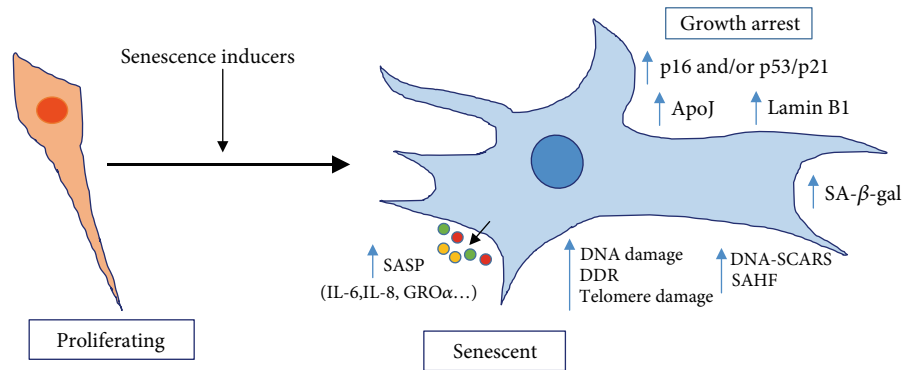 Growth arrest
Senescence inducers
p16 and/or p53/p21
ApoJ
Lamin B1
SA-β-gal
SASP
(IL-6,IL-8, GROα...)
DNA damage
DDR
Telomere damage
DNA-SCARS
SAHF
Proliferating
Senescent